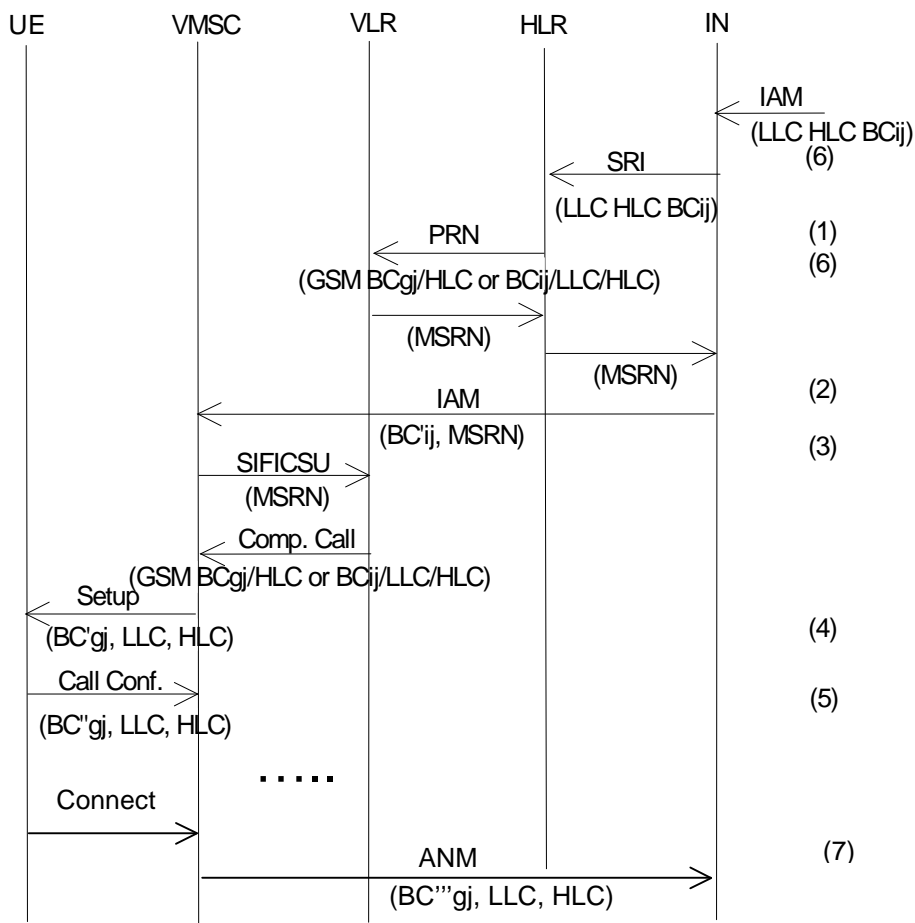 UE VMSC VLR HLR IN
IAM
(LLC HLC BCij)
(6)
SRI
(LLC HLC BCij)
(1)
PRN
(6)
(GSM BCgj/HLC or BCij/LLC/HLC)
(MSRN)
(MSRN)
(2)
IAM
(BC'ij, MSRN)
(3)
SIFICSU
(MSRN)
Comp. Call
(GSM BCgj/HLC or BCij/LLC/HLC)
Setup
(BC'gj, LLC, HLC)
(4)
Call Conf.
(5)
(BC"gj, LLC, HLC)
.....
Connect
ANM
(7)
(BC'''gj, LLC, HLC)